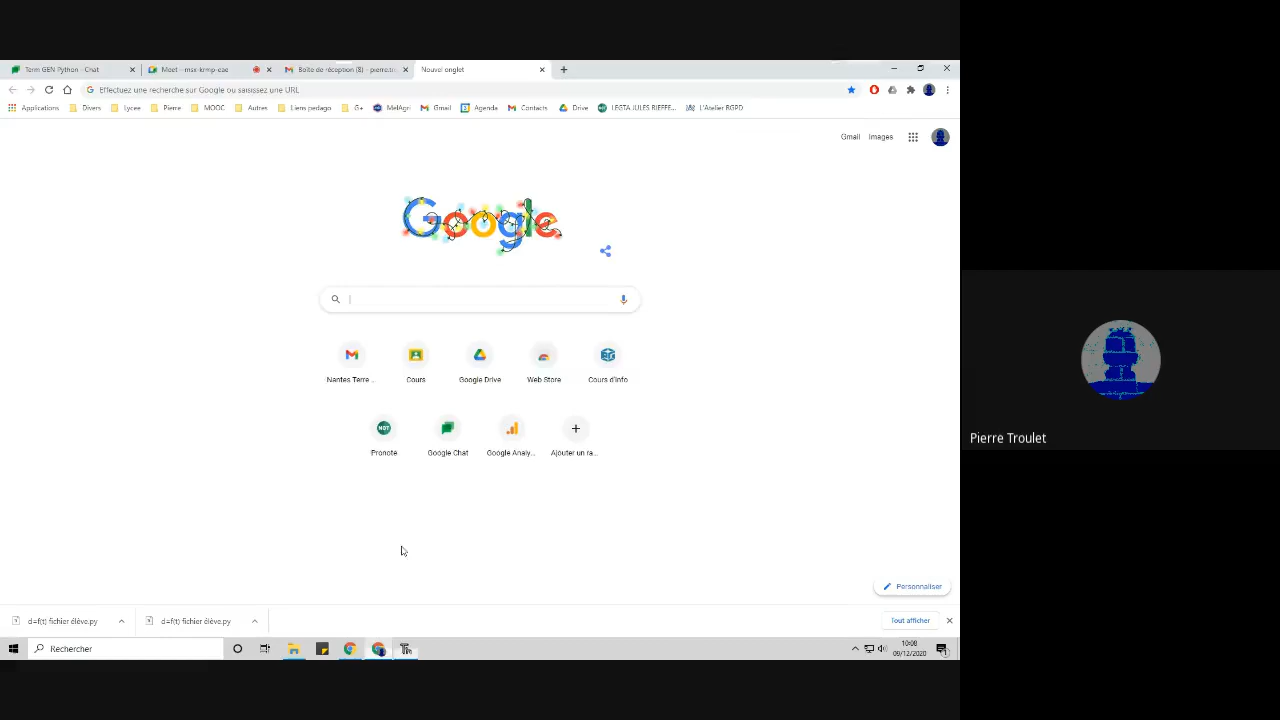 Term GEN Python - Chat
Meet – msx-krmp-eae
Boîte de réception (8) - pierre.tr
Nouvel onglet
Effectuez une recherche sur Google ou saisissez une URL
Applications
Divers
Lycee
Pierre
MOOC
Autres
Liens pedago
G+
MelAgri
Gmail
Agenda
Contacts
Drive
LEGTA JULES RIEFFE...
L'Atelier RGPD
Gmail
Images
Google
Nantes Terre ...
Cours
Google Drive
Web Store
Cours d'Info
Pronote
Google Chat
Google Analy...
Ajouter un ra...
Pierre Troulet
Personnaliser
d=f(t) fichier élève.py
d=f(t) fichier élève.py
Tout afficher
Rechercher
10:08
09/12/2020